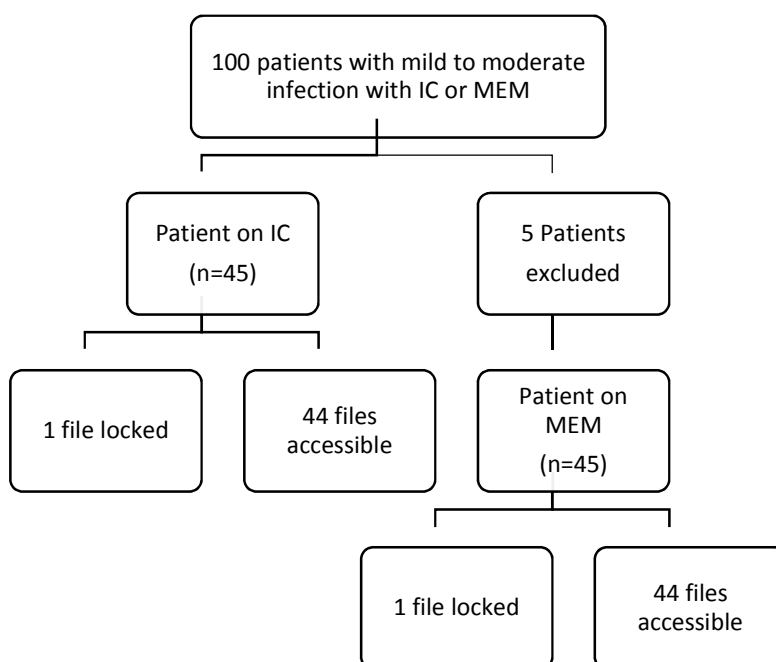 100 patients with mild to moderate
infection with IC or MEM
Patient on IC
(n=45)
5 Patients
excluded
1 file locked
44 files
accessible
Patient on
MEM
(n=45)
1 file locked
44 files
accessible